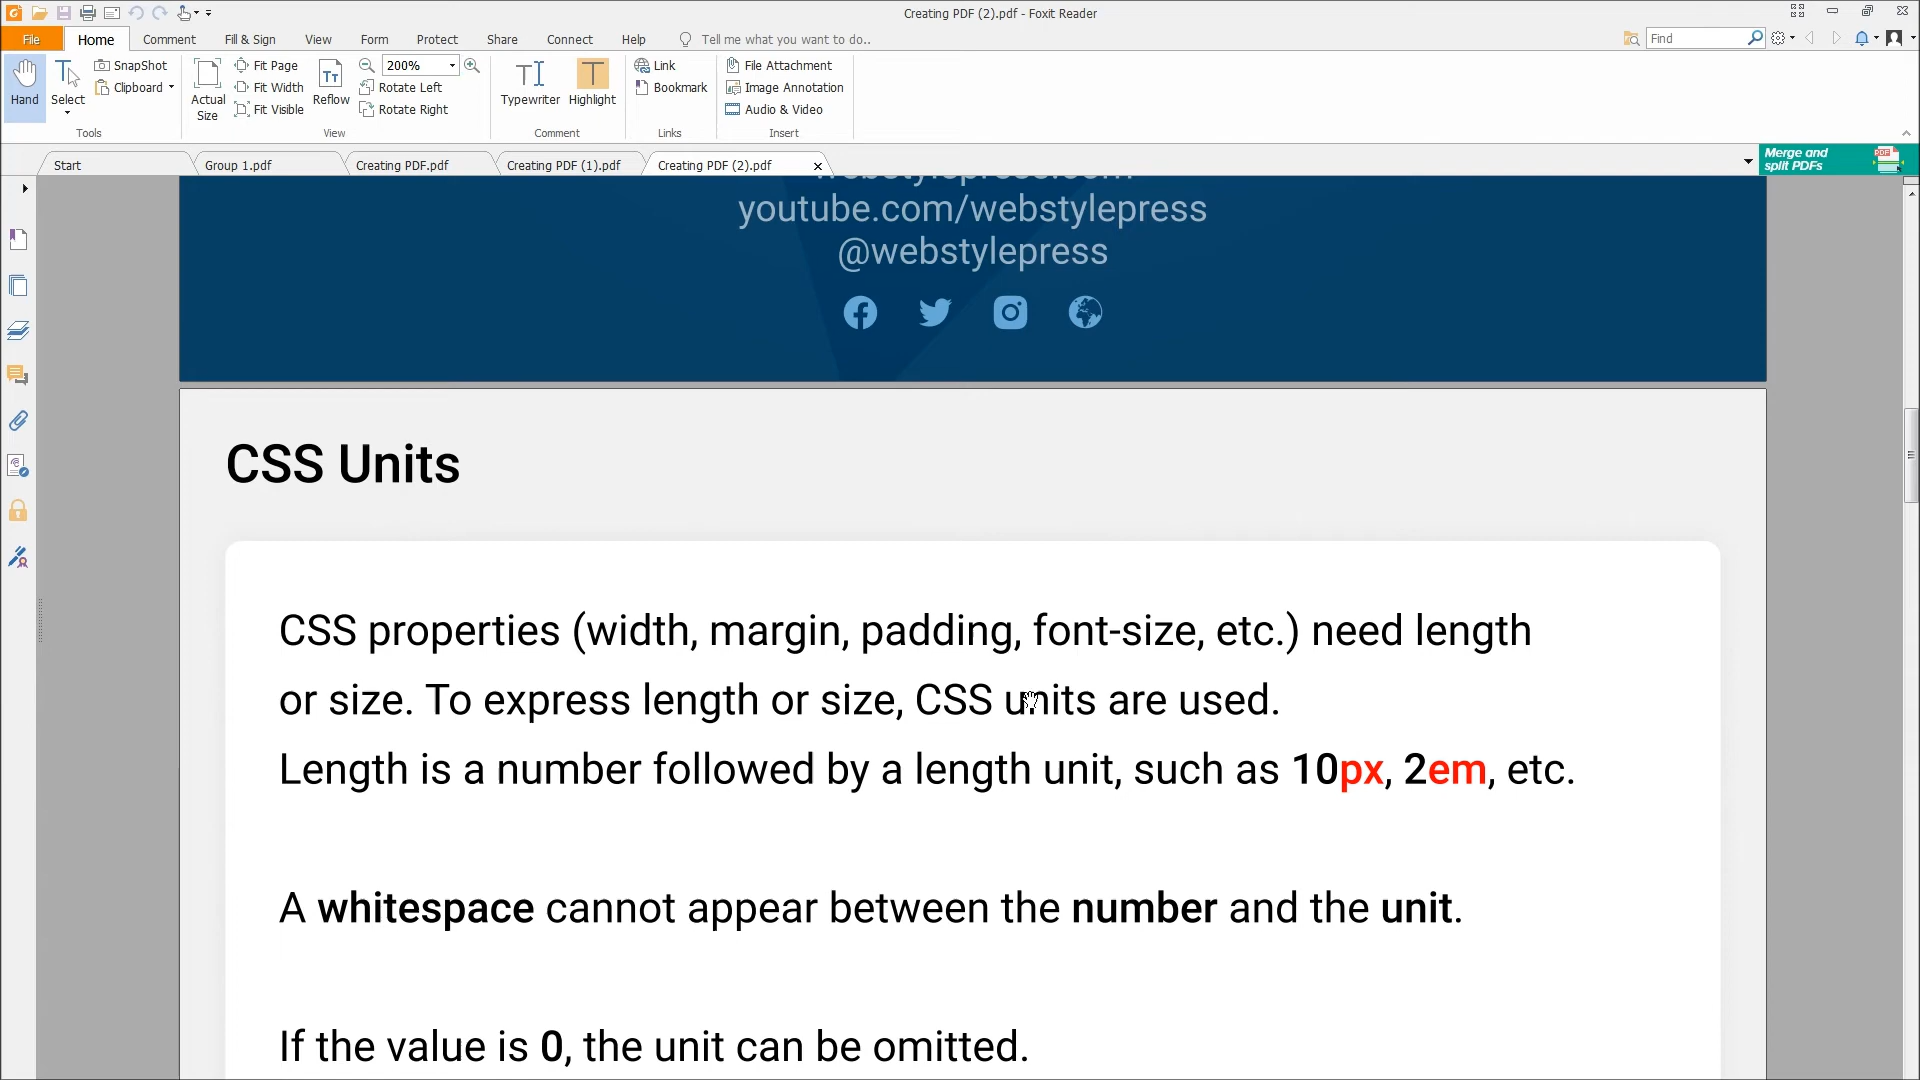 Creating PDF (2).pdf - Foxit Reader
File Home Comment Fill & Sign View Form Protect Share Connect Help Tell me what you want to do.. Find
Hand
Select
SnapShot
Clipboard
Tools
Actual
Size
Fit Page
Fit Width
Fit Visible
Reflow
200%
Rotate Left
Rotate Right
View
Typewriter
Highlight
Comment
Link
Bookmark
Links
File Attachment
Image Annotation
Audio & Video
Insert
Start Group 1.pdf Creating PDF.pdf Creating PDF (1).pdf Creating PDF (2).pdf
Merge and
split PDFs
webstylepress.com
youtube.com/webstylepress
@webstylepress
CSS Units
CSS properties (width, margin, padding, font-size, etc.) need length
or size. To express length or size, CSS units are used.
Length is a number followed by a length unit, such as 10px, 2em, etc.
A whitespace cannot appear between the number and the unit.
If the value is 0, the unit can be omitted.